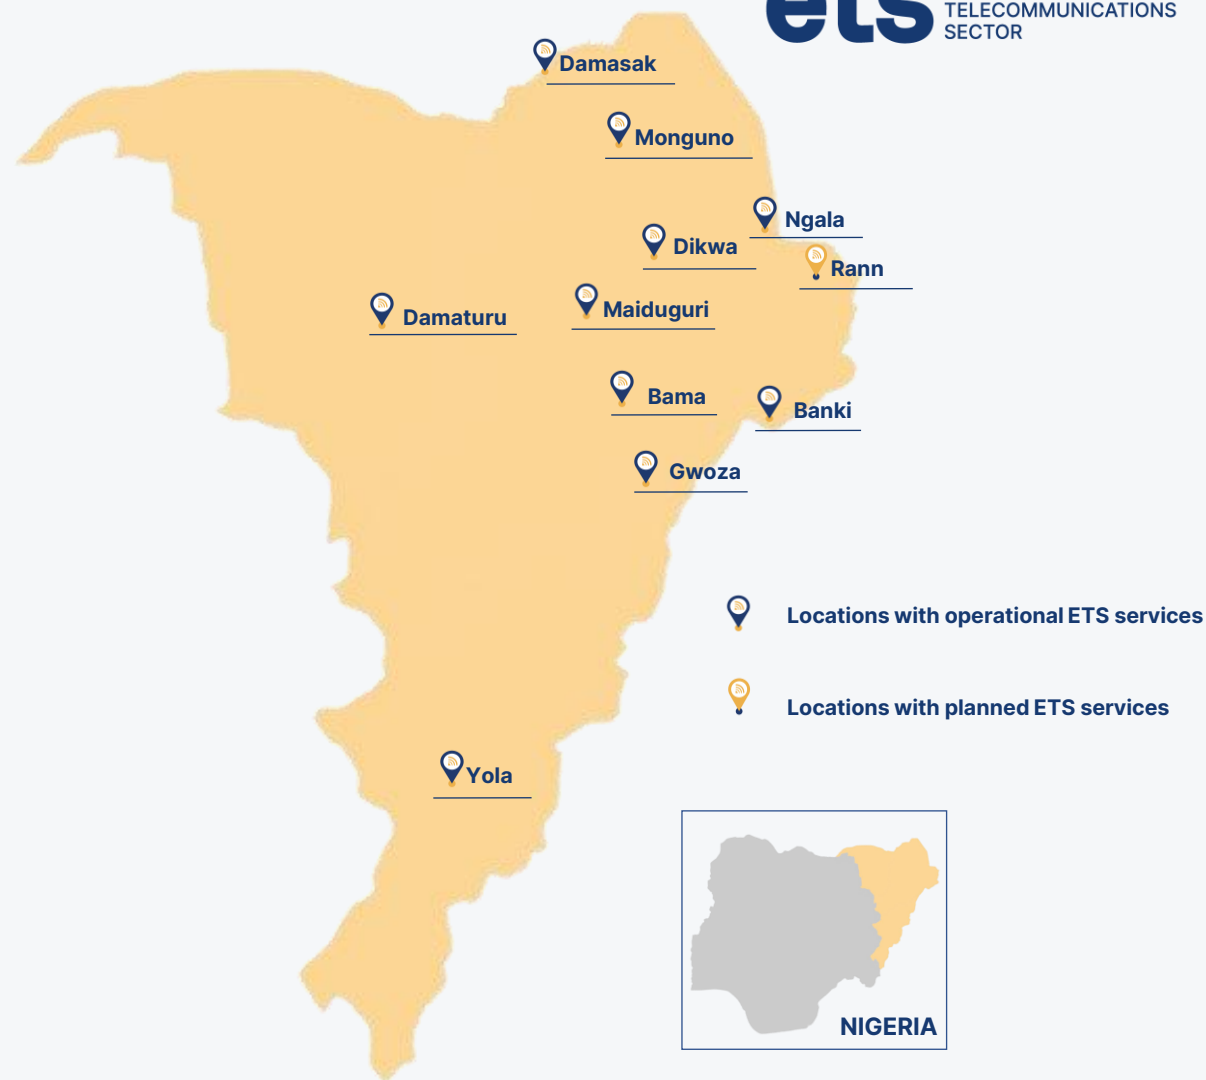 ets
TELECOMMUNICATIONS
SECTOR
Damasak
Monguno
Ngala
Dikwa
Rann
Maiduguri
Damaturu
Bama
Banki
Gwoza
Locations with operational ETS services
Locations with planned ETS services
Yola
NIGERIA